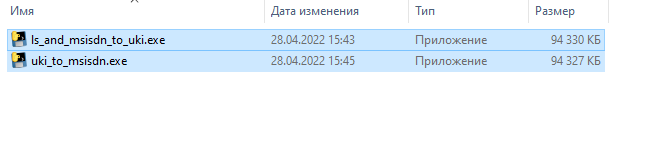 Имя Дата изменения Тип Размер
ls_and_msisdn_to_uki.exe 28.04.2022 15:43 Приложение 94 330 КБ
uki_to_msisdn.exe 28.04.2022 15:45 Приложение 94 327 КБ